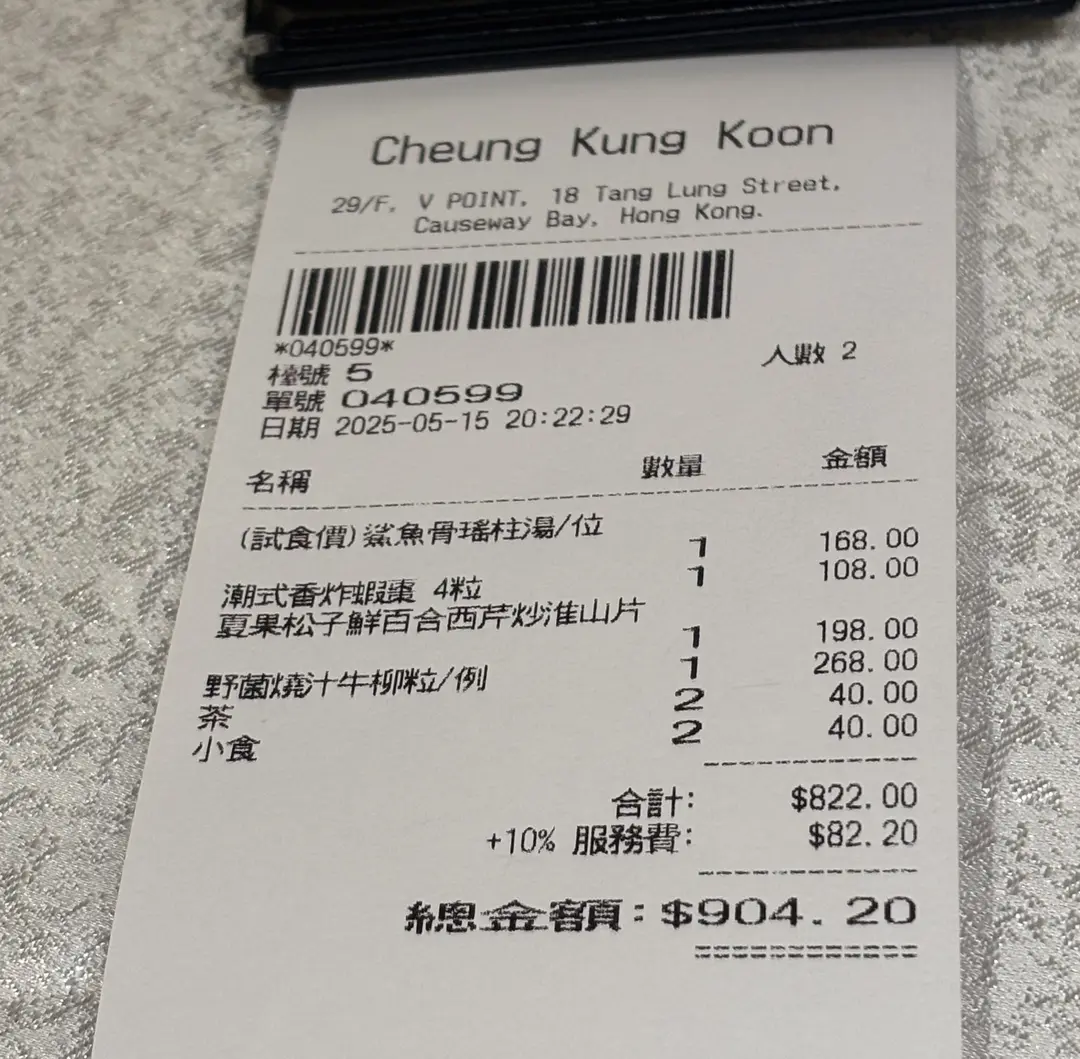 Cheung Kung Koon
29/F, V POINT, 18 Tang Lung Street,
Causeway Bay, Hong Kong.
*040599*
人數 2
檯號 5
單號 040599
日期 2025-05-15 20:22:29
名稱 數量 金額
(試食價)鯊魚骨瑤柱湯/位 1 168.00
潮式香炸蝦棗 4粒 1 108.00
夏果松子鮮百合西芹炒淮山片 1 198.00
野菌燒汁牛柳粒/例 1 268.00
茶 2 40.00
小食 2 40.00
合計: $822.00
+10% 服務費: $82.20
總金額: $904.20